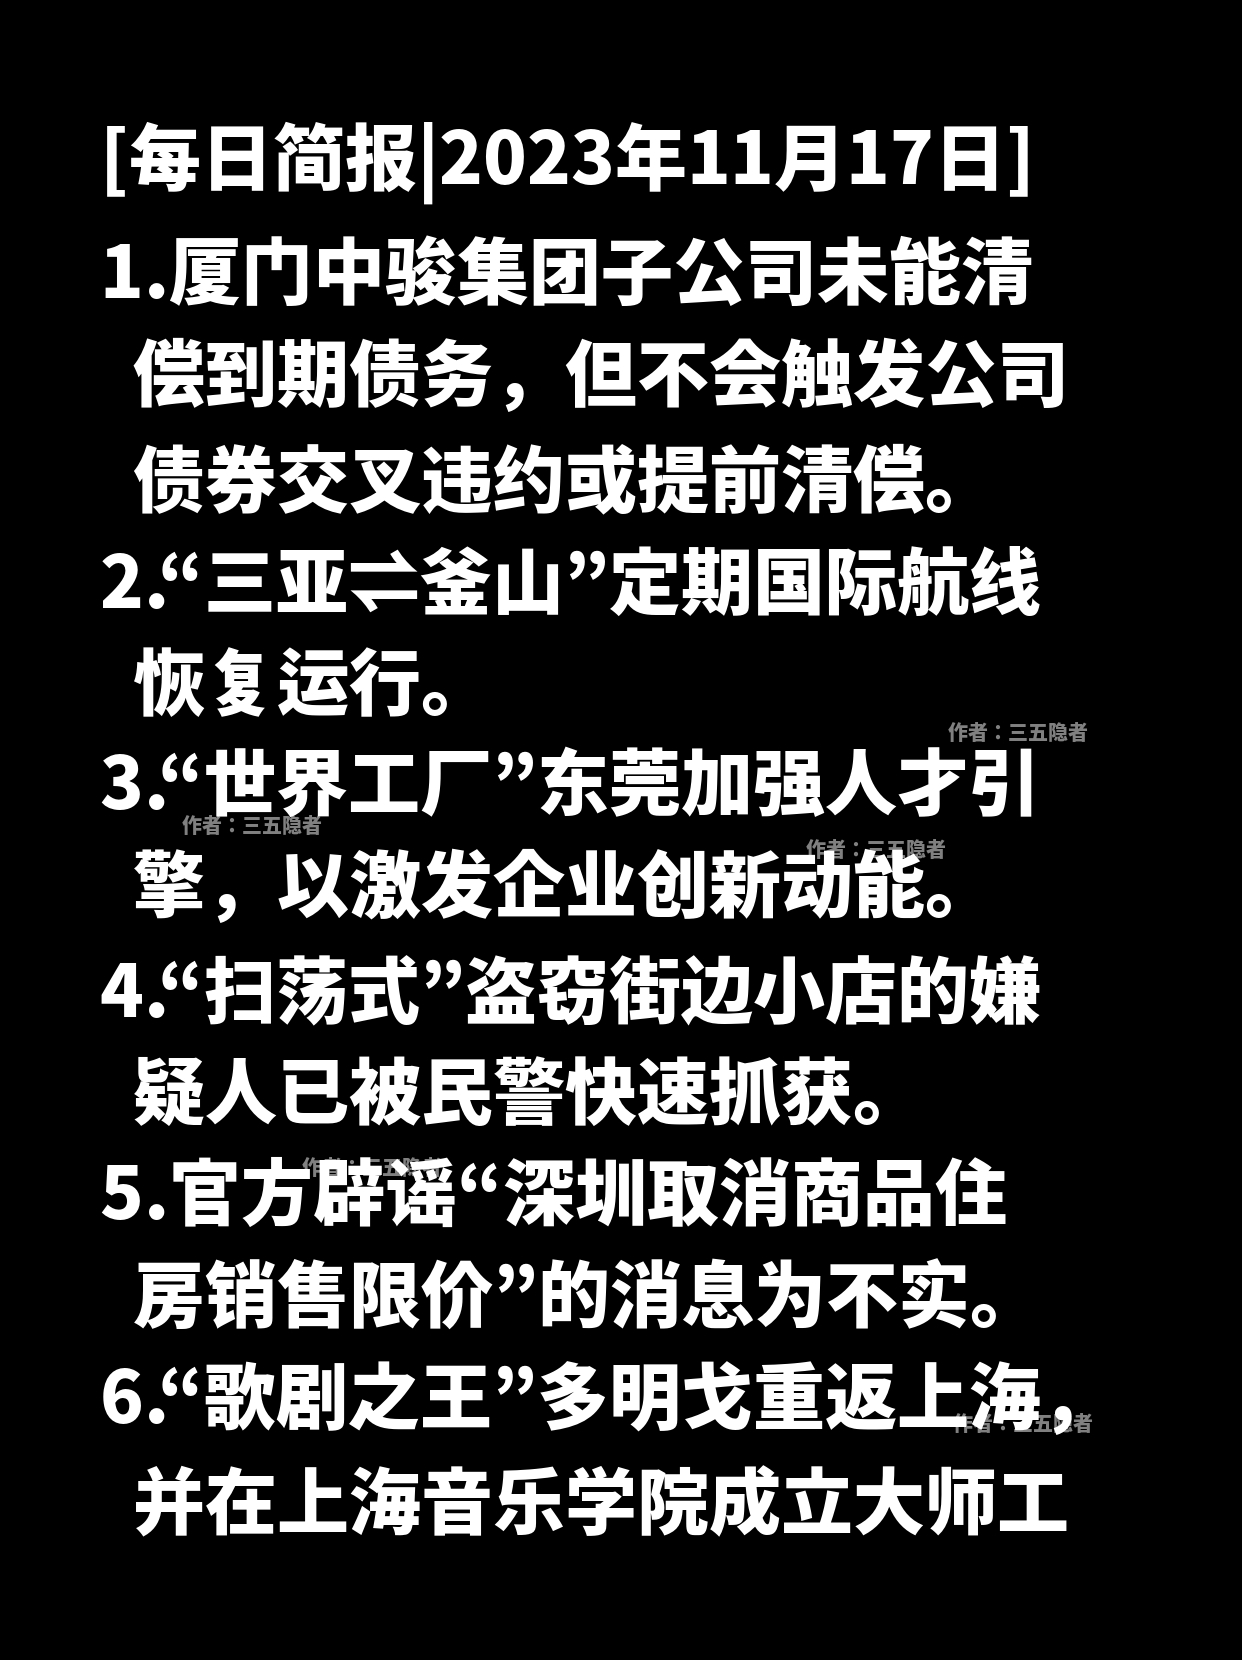 [每日简报|2023年11月17日]
1.厦门中骏集团子公司未能清
偿到期债务，但不会触发公司
债券交叉违约或提前清偿。
2.“三亚⇌釜山”定期国际航线
恢复运行。
作者：三五隐者
3.“世界工厂”东莞加强人才引
作者：三五隐者
作者：三五隐者
擎，以激发企业创新动能。
4.“扫荡式”盗窃街边小店的嫌
疑人已被民警快速抓获。
作者：三五隐者
5.官方辟谣“深圳取消商品住
房销售限价”的消息为不实。
6.“歌剧之王”多明戈重返上海，
作者：三五隐者
并在上海音乐学院成立大师工